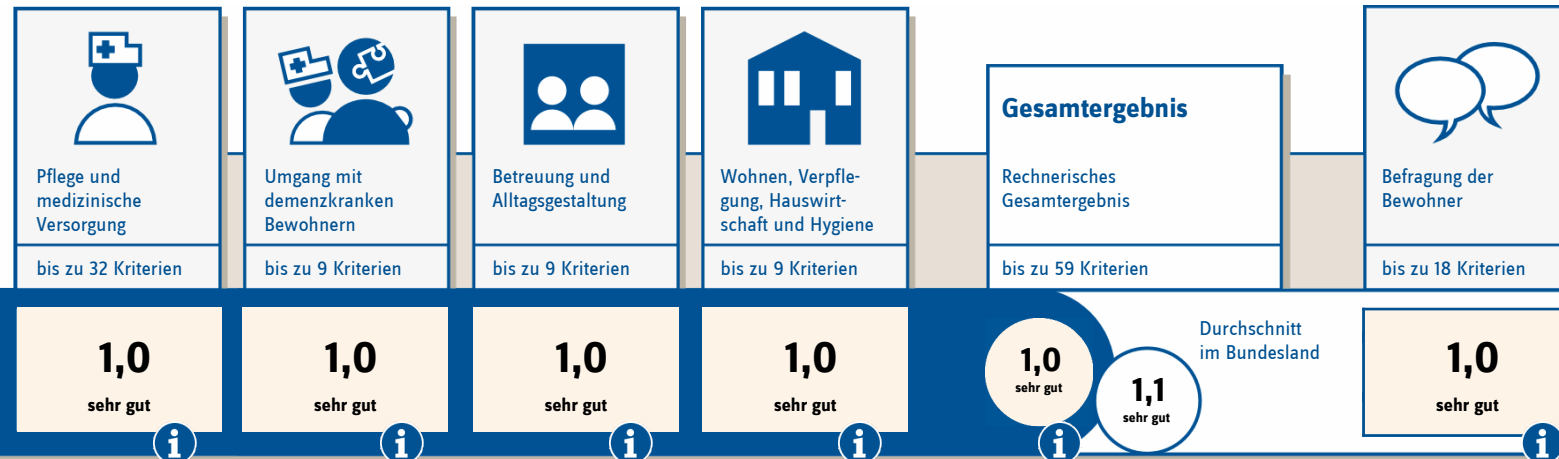 Pflege und
medizinische
Versorgung
bis zu 32 Kriterien
1,0
sehr gut
i
Umgang mit
demenzkranken
Bewohnern
bis zu 9 Kriterien
1,0
sehr gut
i
Betreuung und
Alltagsgestaltung
bis zu 9 Kriterien
1,0
sehr gut
i
Wohnen, Verpfle-
gung, Hauswirt-
schaft und Hygiene
bis zu 9 Kriterien
1,0
sehr gut
i
Gesamtergebnis
Rechnerisches
Gesamtergebnis
bis zu 59 Kriterien
1,0
sehr gut
i
Durchschnitt
im Bundesland
1,1
sehr gut
Befragung der
Bewohner
bis zu 18 Kriterien
1,0
sehr gut
i